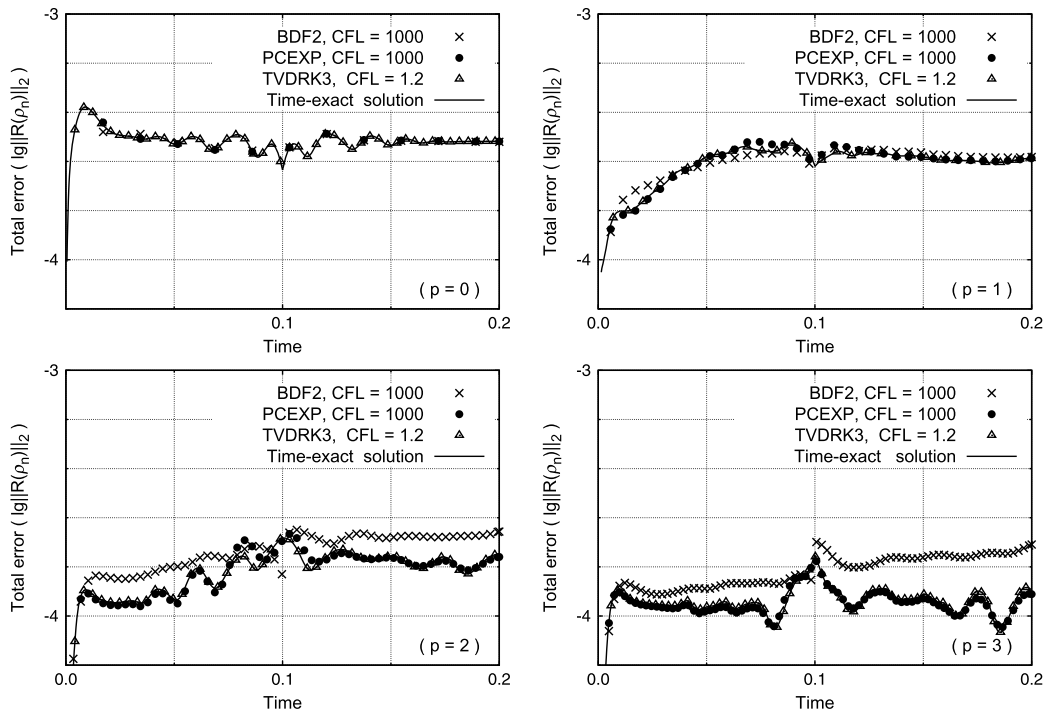 -3
-4
Total error ( lg||R(ρn)||2 )
BDF2, CFL = 1000
PCEXP, CFL = 1000
TVDRK3, CFL = 1.2
Time-exact solution
( p = 0 )
0.1
0.2
Time
-3
-4
Total error ( lg||R(ρn)||2 )
BDF2, CFL = 1000
PCEXP, CFL = 1000
TVDRK3, CFL = 1.2
Time-exact solution
( p = 1 )
0.0
0.1
0.2
Time
-3
-4
Total error ( lg||R(ρn)||2 )
BDF2, CFL = 1000
PCEXP, CFL = 1000
TVDRK3, CFL = 1.2
Time-exact solution
( p = 2 )
0.0
0.1
0.2
Time
-3
-4
Total error ( lg||R(ρn)||2 )
BDF2, CFL = 1000
PCEXP, CFL = 1000
TVDRK3, CFL = 1.2
Time-exact solution
( p = 3 )
0.0
0.1
0.2
Time